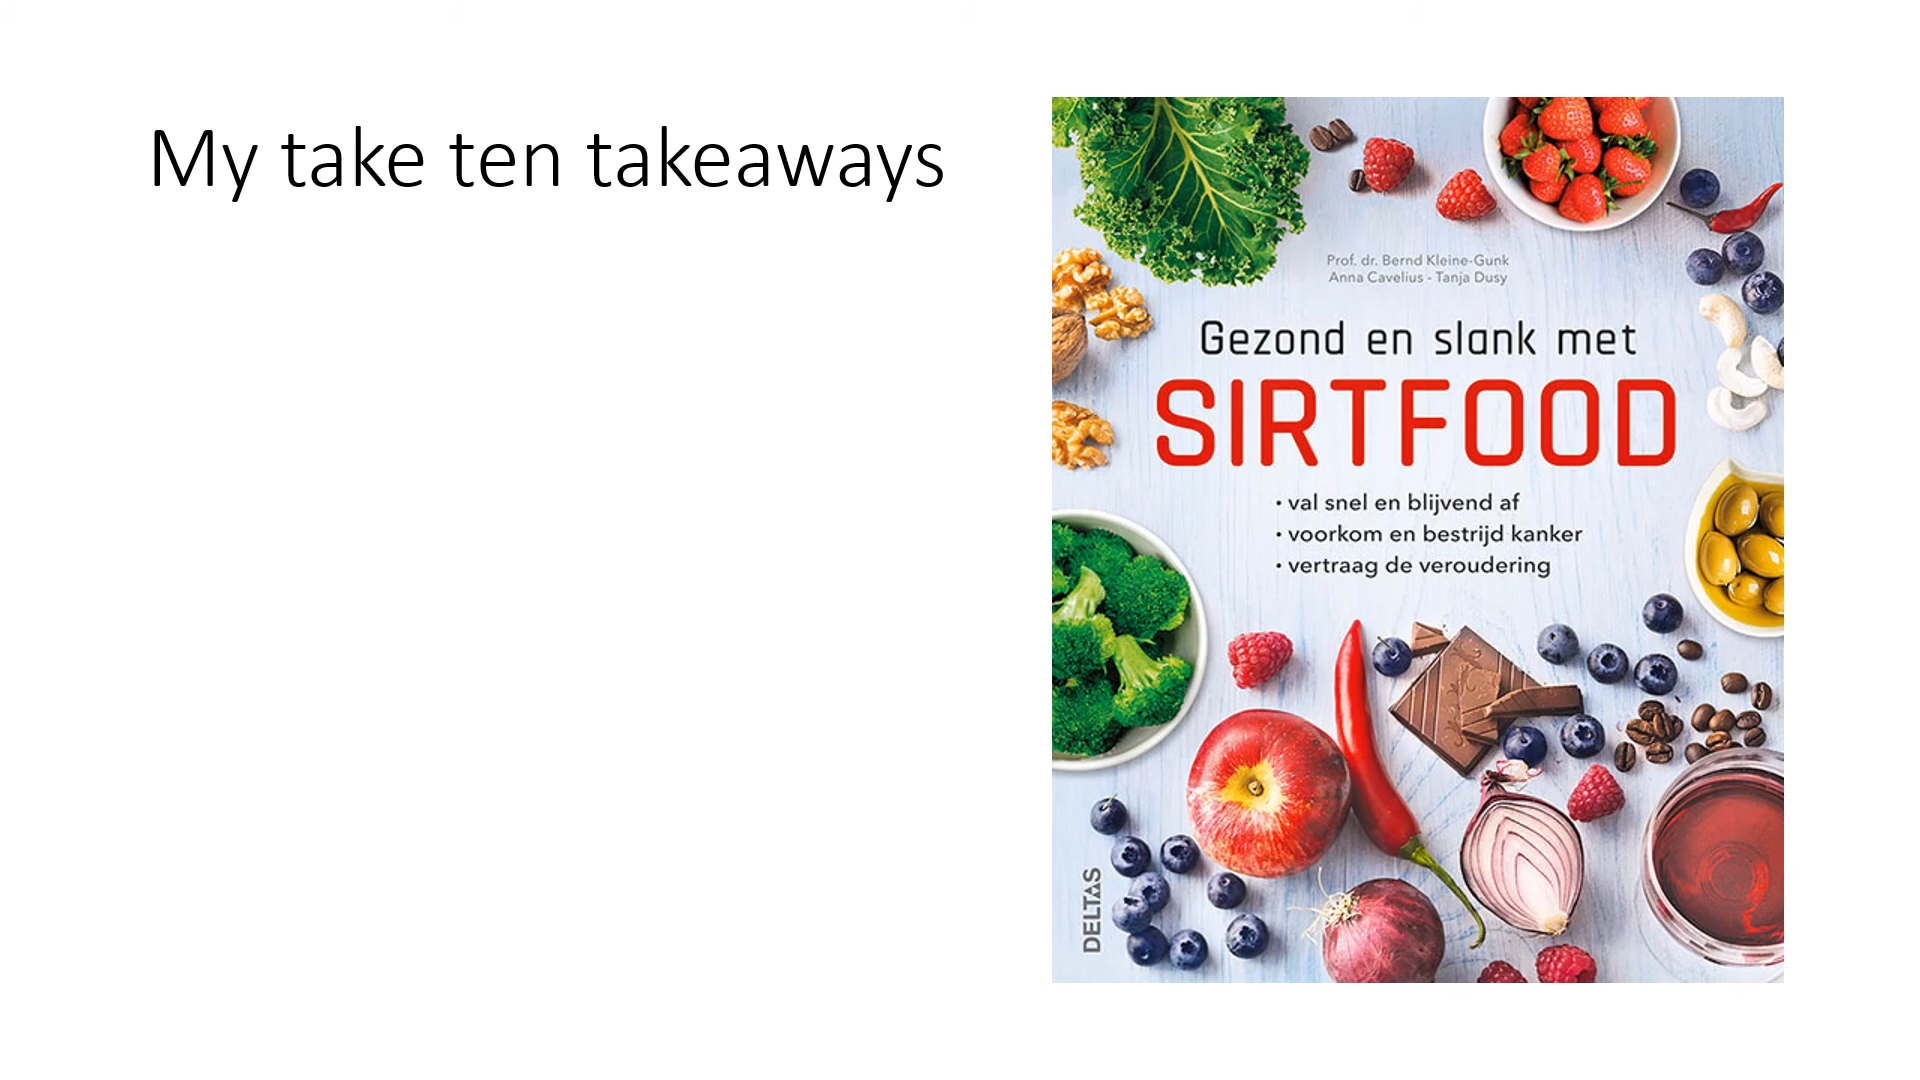 My take ten takeaways
Prof. dr. Bernd Kleine-Gunk
Anna Cavelius - Tanja Dusy
Gezond en slank met
SIRTFOOD
• val snel en blijvend af
• voorkom en bestrijd kanker
• vertraag de veroudering
DELTAS